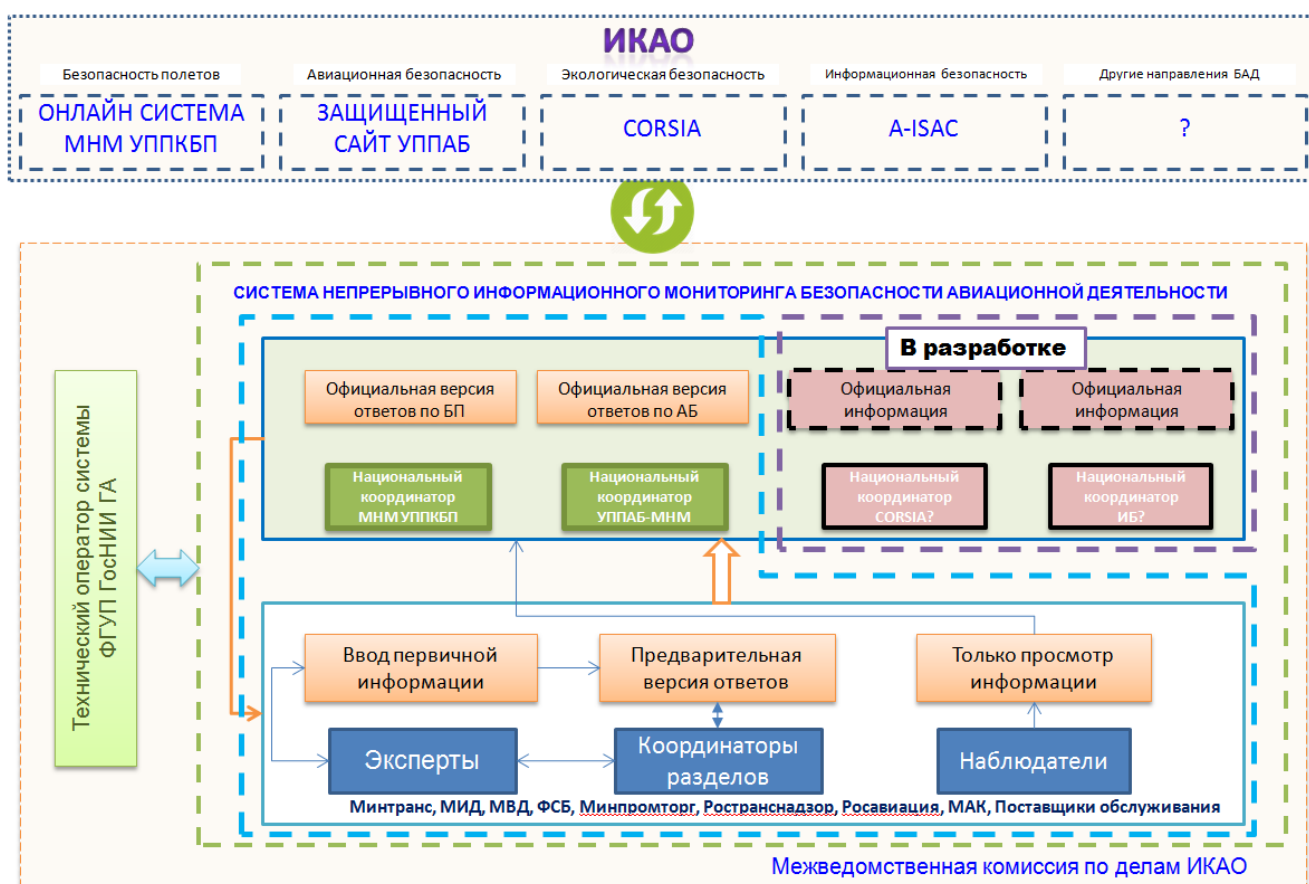 ИКАО
Безопасность полетов
Авиационная безопасность
Экологическая безопасность
Информационная безопасность
Другие направления БАД
ОНЛАЙН СИСТЕМА
МНМ УППКБП
ЗАЩИЩЕННЫЙ
САЙТ УППАБ
CORSIA
A-ISAC
?
СИСТЕМА НЕПРЕРЫВНОГО ИНФОРМАЦИОННОГО МОНИТОРИНГА БЕЗОПАСНОСТИ АВИАЦИОННОЙ ДЕЯТЕЛЬНОСТИ
В разработке
Официальная версия
ответов по БП
Официальная версия
ответов по АБ
Официальная
информация
Официальная
информация
Национальный
координатор
МНМ УППКБП
Национальный
координатор
УППАБ-МНМ
Национальный
координатор
CORSIA?
Национальный
координатор
ИБ?
Технический оператор системы
ФГУП ГосНИИ ГА
Ввод первичной
информации
Предварительная
версия ответов
Только просмотр
информации
Эксперты
Координаторы
разделов
Наблюдатели
Минтранс, МИД, МВД, ФСБ, Минпромторг, Ространснадзор, Росавиация, МАК, Поставщики обслуживания
Межведомственная комиссия по делам ИКАО